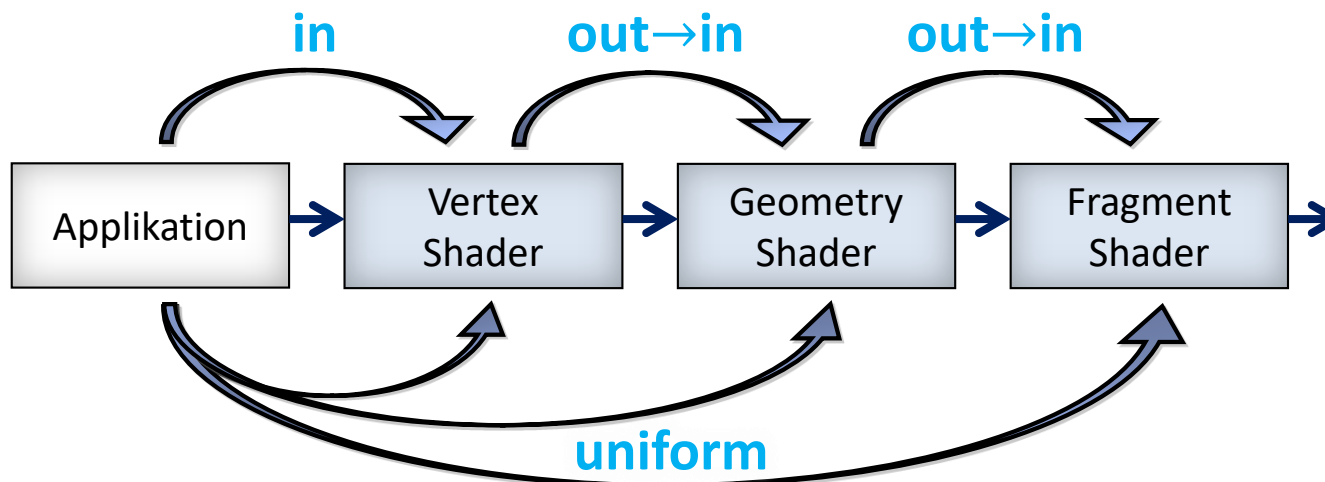 in
out→in
out→in
Applikation
Vertex
Shader
Geometry
Shader
Fragment
Shader
uniform